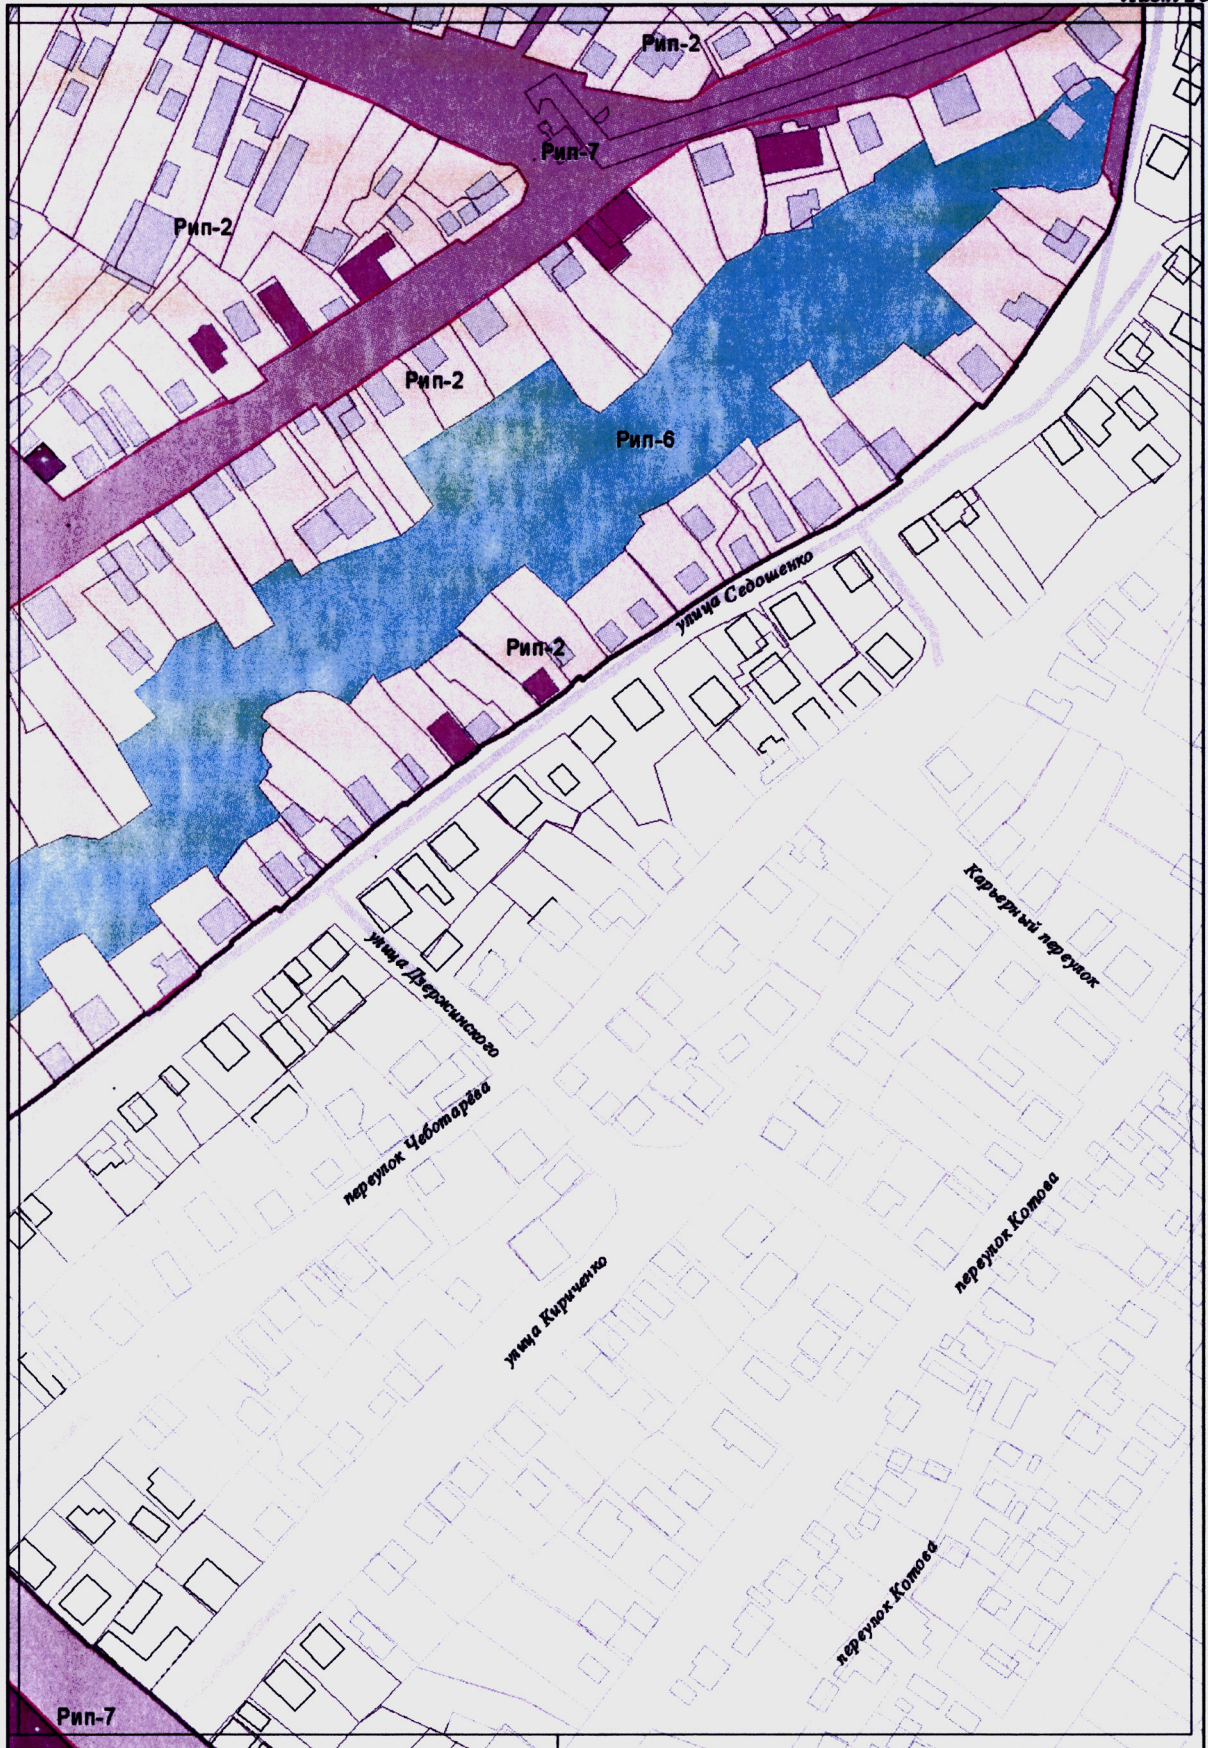 Рип-2
Рип-7
Рип-2
Рип-2
Рип-6
улица Седошенко
Рип-2
Карьерный переулок
улица Дзержинского
переулок Чеботарёва
переулок Котова
улица Кириченко
переулок Котова
Рип-7